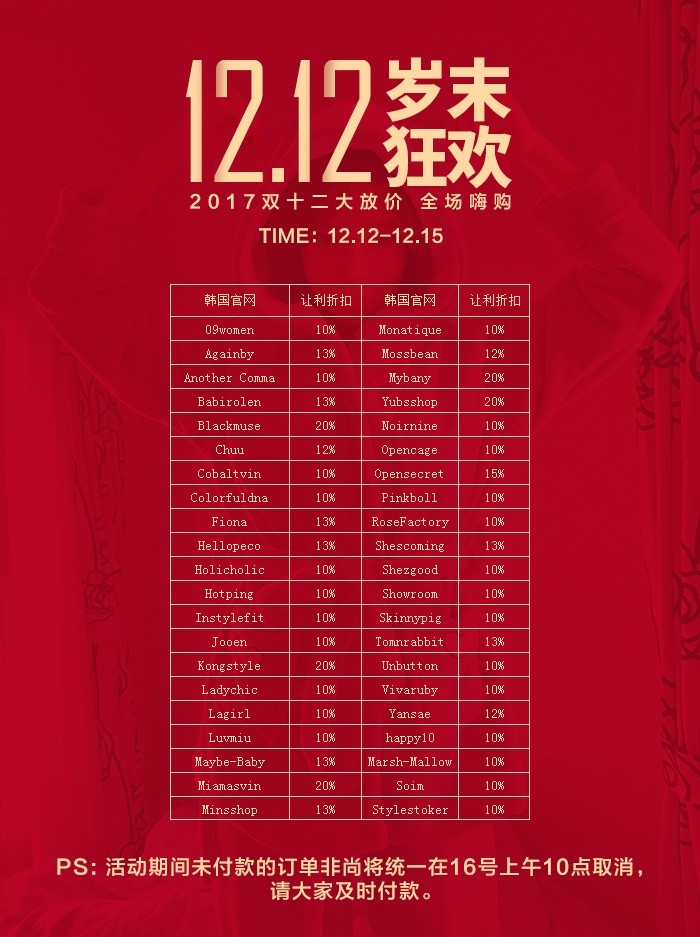 12.12 岁末
狂欢
2017双十二大放价 全场嗨购
TIME: 12.12-12.15
韩国官网 让利折扣 韩国官网 让利折扣
09women 10% Monatique 10%
Againby 13% Mossbean 12%
Another Comma 10% Mybany 20%
Babirolen 13% Yubsshop 20%
Blackmuse 20% Noirnine 10%
Chuu 12% Opencage 10%
Cobaltvin 10% Opensecret 15%
Colorfuldna 10% Pinkboll 10%
Fiona 13% RoseFactory 10%
Hellopeco 13% Shescoming 13%
Holicholic 10% Shezgood 10%
Hotping 10% Showroom 10%
Instylefit 10% Skinnypig 10%
Jooen 10% Tomnrabbit 13%
Kongstyle 20% Unbutton 10%
Ladychic 10% Vivaruby 10%
Lagirl 10% Yansae 12%
Luvmiu 10% happy10 10%
Maybe-Baby 13% Marsh-Mallow 10%
Miamasvin 20% Soim 10%
Minsshop 13% Stylestoker 10%
PS: 活动期间未付款的订单非尚将统一在16号上午10点取消，
请大家及时付款。